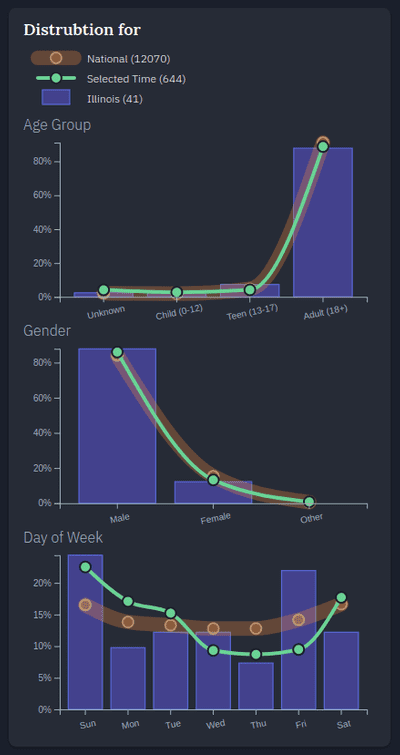 Distrubtion for
National (12070)
Selected Time (644)
Illinois (41)
Age Group
80%
60%
40%
20%
0%
Unknown Child (0-12) Teen (13-17) Adult (18+)
Gender
80%
60%
40%
20%
0%
Male Female Other
Day of Week
20%
15%
10%
5%
0%
Sun Mon Tue Wed Thu Fri Sat